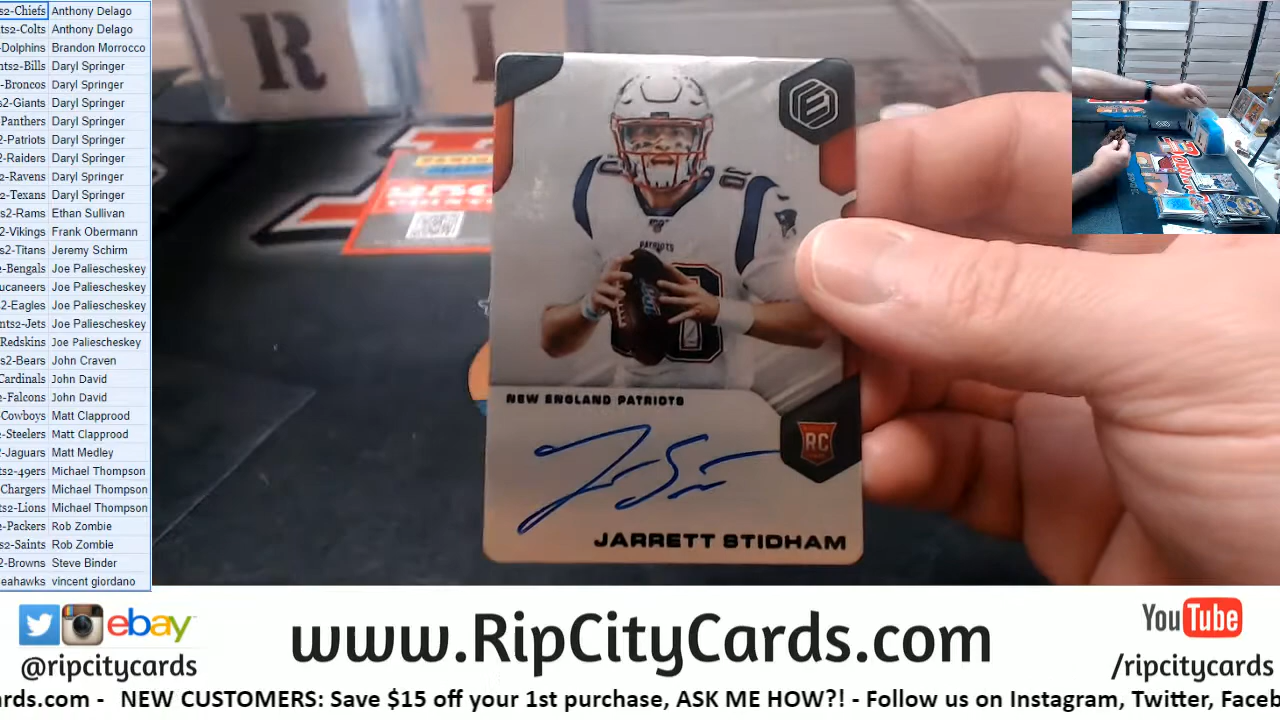 s2-Chiefs Anthony Delago
ts2-Colts Anthony Delago
-Dolphins Brandon Morrocco
nts2-Bills Daryl Springer
-Broncos Daryl Springer
s2-Giants Daryl Springer
Panthers Daryl Springer
2-Patriots Daryl Springer
2-Raiders Daryl Springer
2-Ravens Daryl Springer
s2-Texans Daryl Springer
s2-Rams Ethan Sullivan
2-Vikings Frank Obermann
s2-Titans Jeremy Schirm
2-Bengals Joe Paliescheskey
ucaneers Joe Paliescheskey
2-Eagles Joe Paliescheskey
nts2-Jets Joe Paliescheskey
Redskins Joe Paliescheskey
s2-Bears John Craven
Cardinals John David
-Falcons John David
-Cowboys Matt Clapprood
-Steelers Matt Clapprood
2-Jaguars Matt Medley
ts2-49ers Michael Thompson
Chargers Michael Thompson
s2-Lions Michael Thompson
2-Packers Rob Zombie
s2-Saints Rob Zombie
2-Browns Steve Binder
eahawks vincent giordano
R I
PATRIOTS
NEW ENGLAND PATRIOTS
RC
JARRETT STIDHAM
ebay
@ripcitycards
www.RipCityCards.com
YouTube
/ripcitycards
ards.com - NEW CUSTOMERS: Save $15 off your 1st purchase, ASK ME HOW?! - Follow us on Instagram, Twitter, Faceb